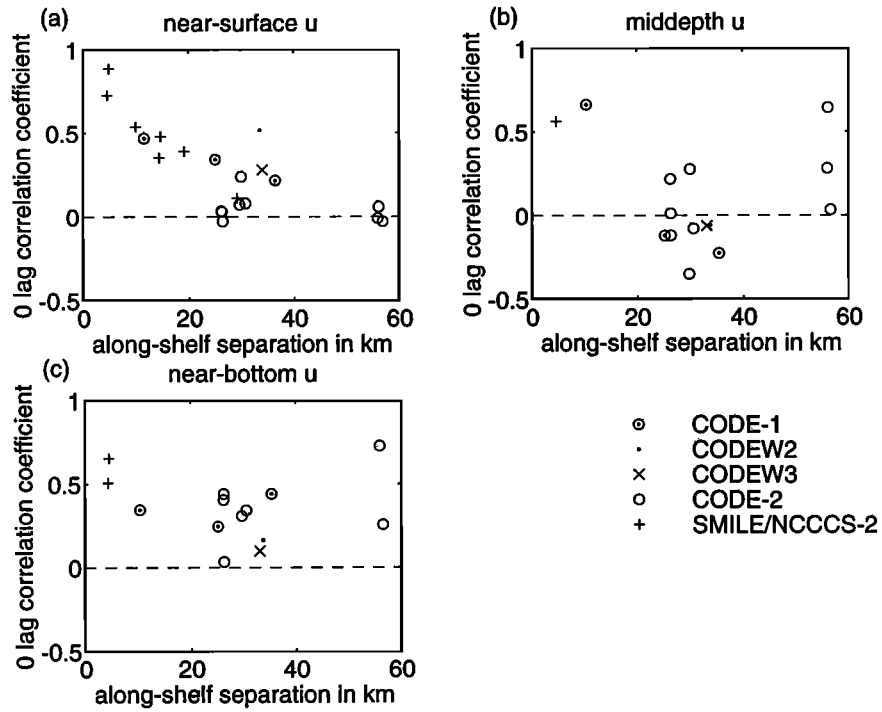 (a)
near-surface u
0 lag correlation coefficient
1
0.5
0
-0.5
0 20 40 60
along-shelf separation in km
(b)
middepth u
0 lag correlation coefficient
1
0.5
0
-0.5
0 20 40 60
along-shelf separation in km
(c)
near-bottom u
0 lag correlation coefficient
1
0.5
0
-0.5
0 20 40 60
along-shelf separation in km
CODE-1
CODEW2
CODEW3
CODE-2
SMILE/NCCCS-2